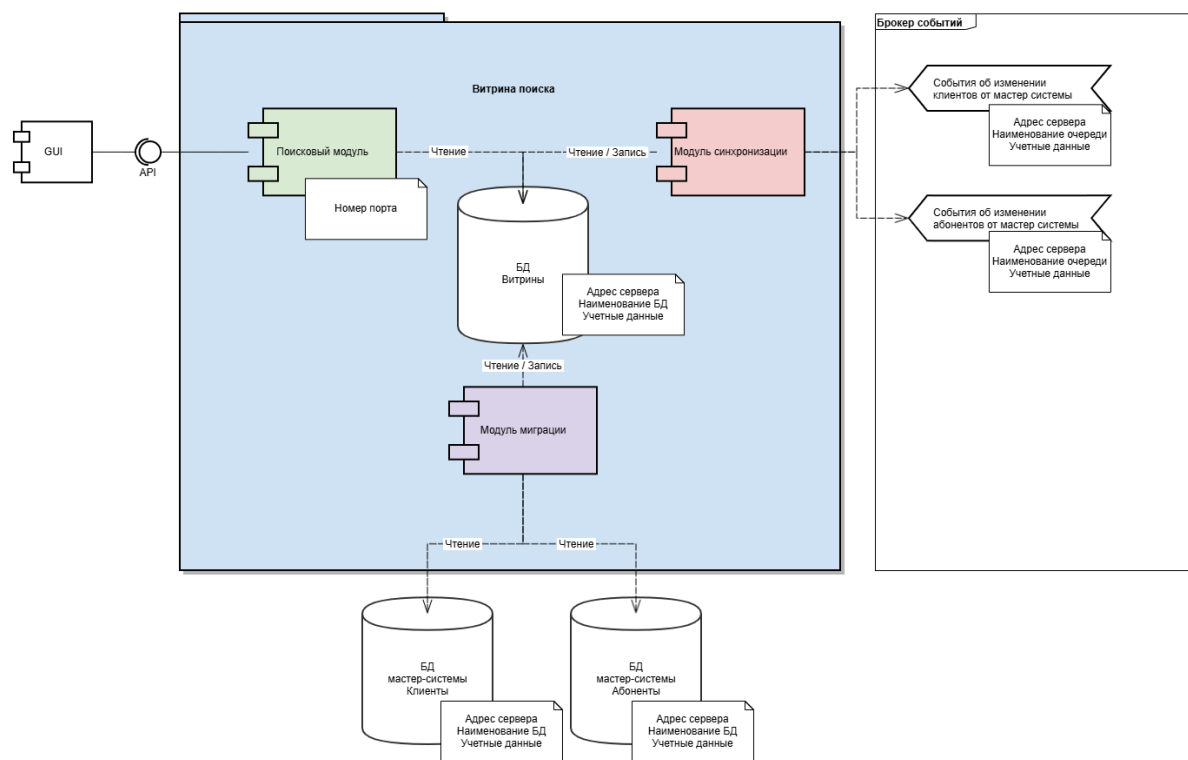 Брокер событий
Витрина поиска
События об изменении
клиентов от мастер системы
Адрес сервера
Наименование очереди
Учетные данные
GUI
API
Поисковый модуль
Номер порта
Чтение
Чтение / Запись
Модуль синхронизации
События об изменении
абонентов от мастер системы
Адрес сервера
Наименование очереди
Учетные данные
БД
Витрины
Адрес сервера
Наименование БД
Учетные данные
Чтение / Запись
Модуль миграции
Чтение
Чтение
БД
мастер-системы
Клиенты
Адрес сервера
Наименование БД
Учетные данные
БД
мастер-системы
Абоненты
Адрес сервера
Наименование БД
Учетные данные